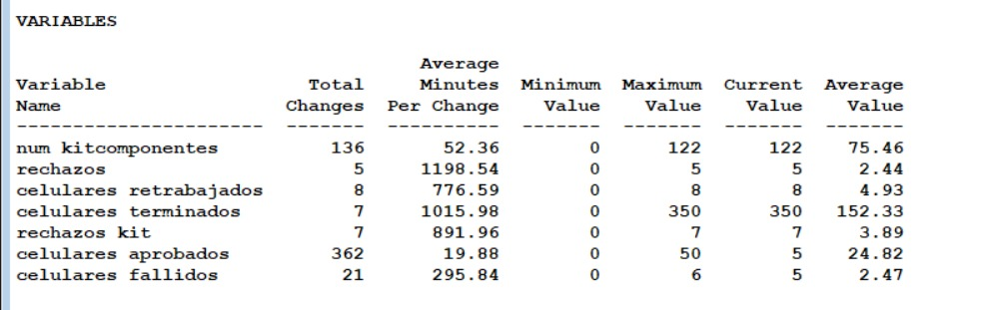 VARIABLES
Average
Variable Total Minutes Minimum Maximum Current Average
Name Changes Per Change Value Value Value Value
---------------------- ------- ---------- ------- ------- ------- -------
num kitcomponentes 136 52.36 0 122 122 75.46
rechazos 5 1198.54 0 5 5 2.44
celulares retrabajados 8 776.59 0 8 8 4.93
celulares terminados 7 1015.98 0 350 350 152.33
rechazos kit 7 891.96 0 7 7 3.89
celulares aprobados 362 19.88 0 50 5 24.82
celulares fallidos 21 295.84 0 6 5 2.47